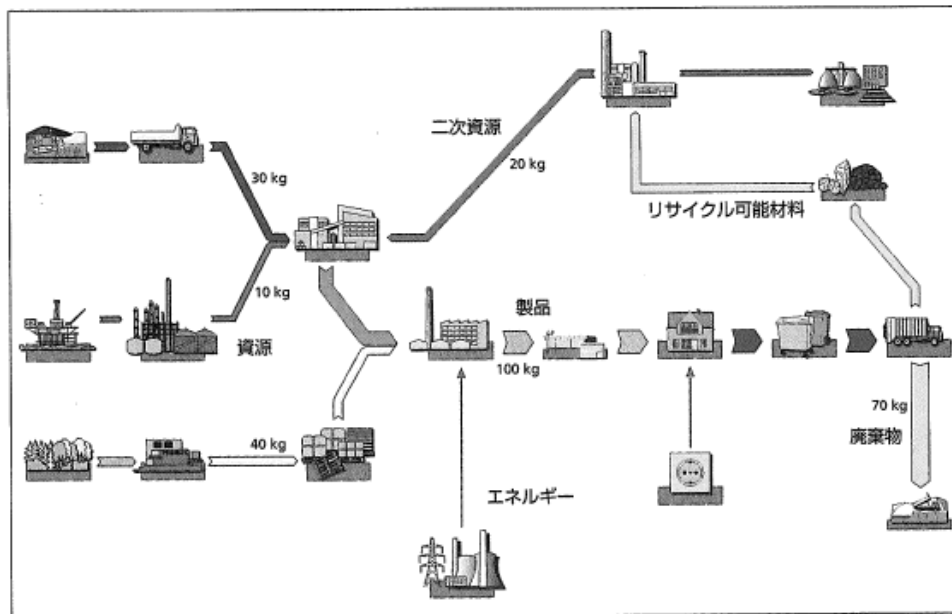 二次資源
20 kg
30 kg
リサイクル可能材料
10 kg
製品
資源
100 kg
70 kg
廃棄物
40 kg
エネルギー